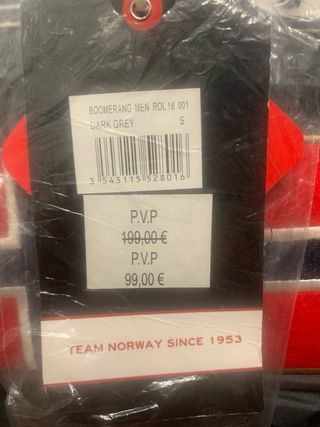 BOOMERANG MEN ROL 16 001
DARK GREY S
3 543115 528016
P.V.P
199,00 €
P.V.P
99,00 €
TEAM NORWAY SINCE 1953